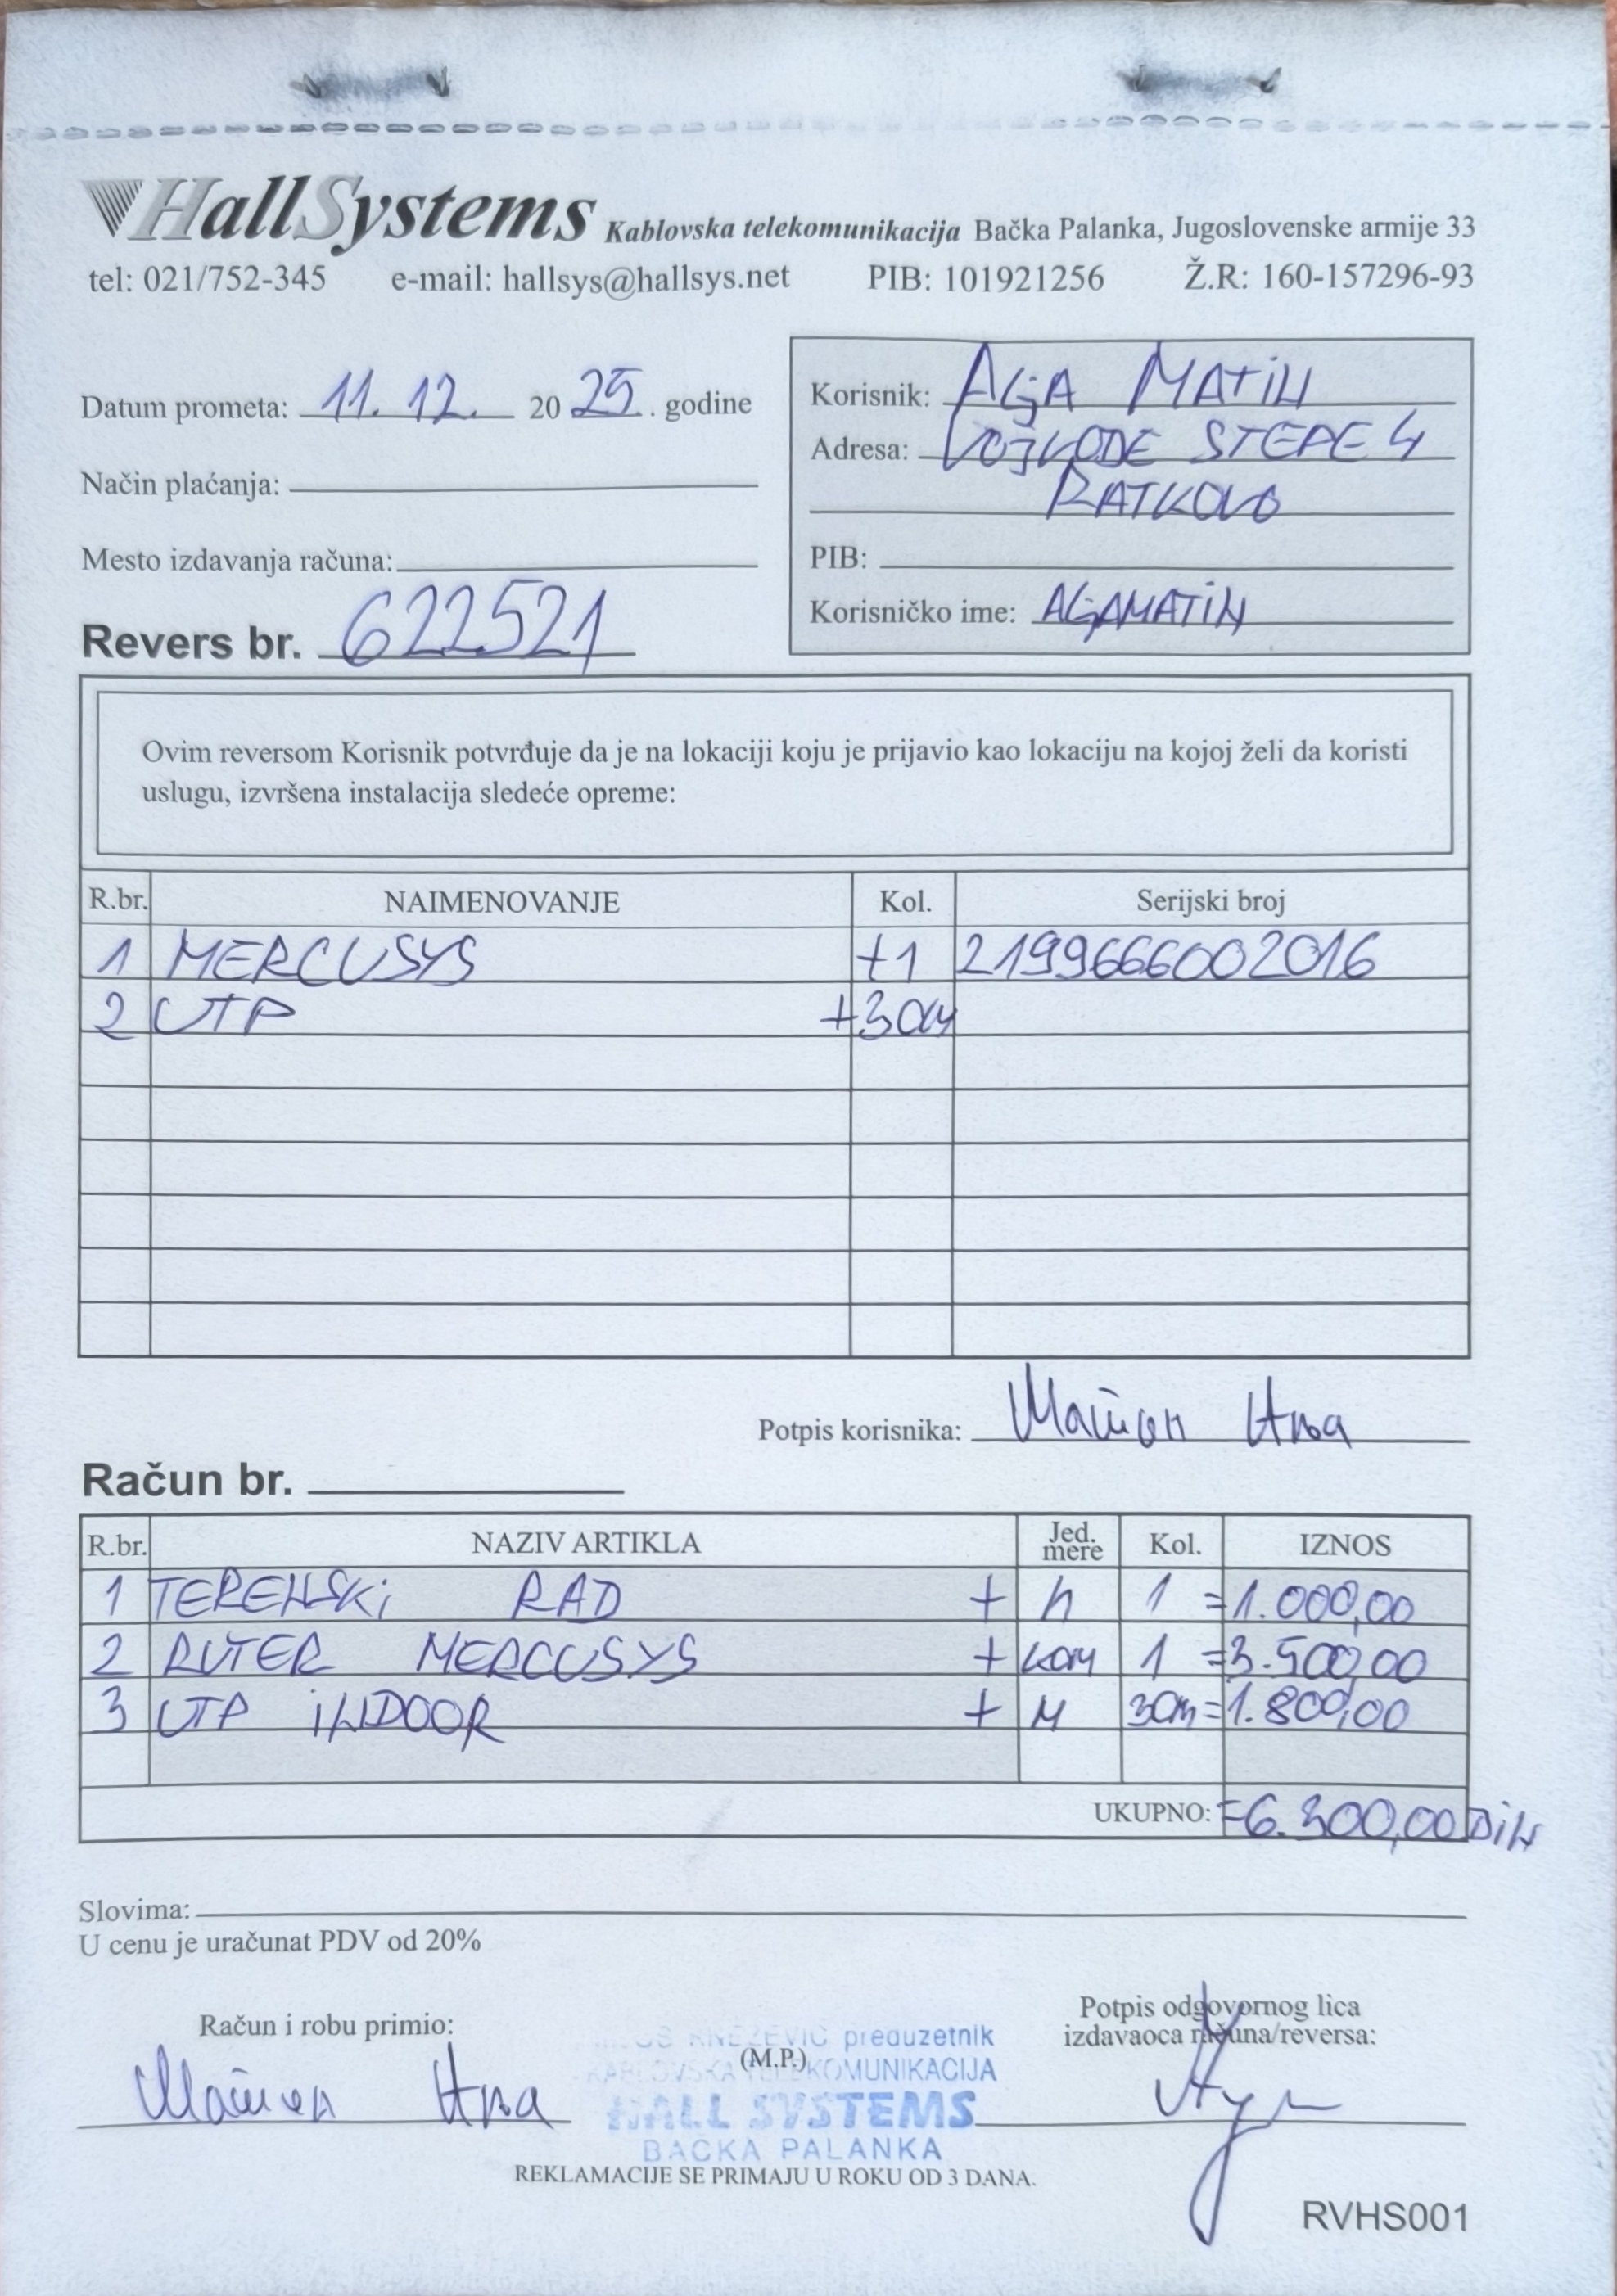 HallSystems Kablovska telekomunikacija Bačka Palanka, Jugoslovenske armije 33
tel: 021/752-345 e-mail: hallsys@hallsys.net PIB: 101921256 Ž.R: 160-157296-93
Datum prometa: 11. 12. 2025. godine
Način plaćanja:
Mesto izdavanja računa:
Revers br. 622521
Korisnik: AGA MATIN
Adresa: VOJVODE STEPE 4
RATKOVO
PIB:
Korisničko ime: AGAMATIN
Ovim reversom Korisnik potvrđuje da je na lokaciji koju je prijavio kao lokaciju na kojoj želi da koristi
uslugu, izvršena instalacija sledeće opreme:
R.br. NAIMENOVANJE Kol. Serijski broj
1 MERCUSYS +1 2199666002016
2 UTP +30m
Potpis korisnika:
Račun br.
R.br. NAZIV ARTIKLA Jed. mere Kol. IZNOS
1 TERENSKI RAD + h 1 =1.000,00
2 RUTER MERCUSYS + KOM 1 =3.500,00
3 UTP INDOOR + M 30m =1.800,00
UKUPNO: =6.300,00 DIN
Slovima:
U cenu je uračunat PDV od 20%
Račun i robu primio:
(M.P.)
KNEŽEVIĆ preduzetnik
KABLOVSKA TELEKOMUNIKACIJA
HALL SYSTEMS
BAČKA PALANKA
Potpis odgovornog lica
izdavaoca računa/reversa:
REKLAMACIJE SE PRIMAJU U ROKU OD 3 DANA.
RVHS001